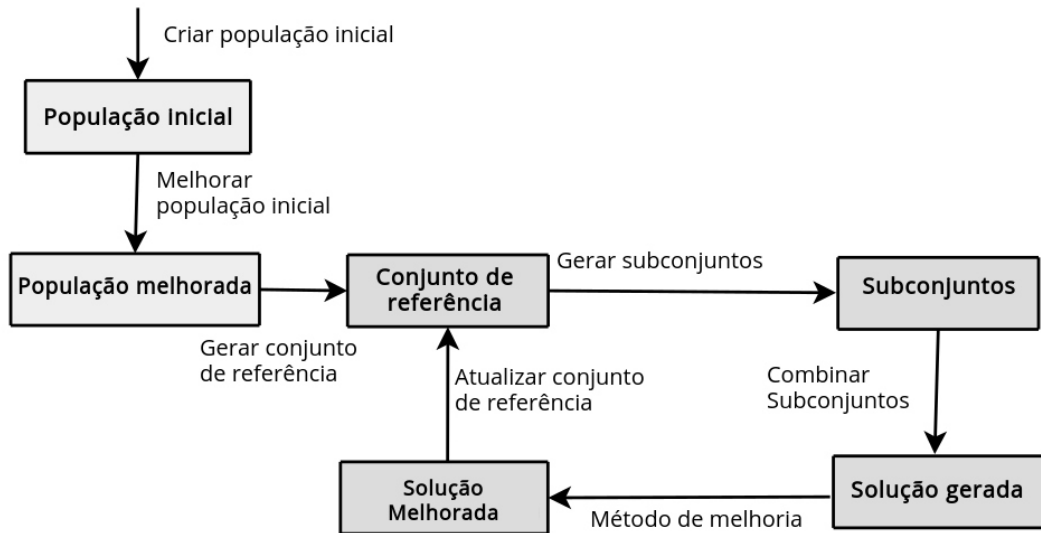 Criar população inicial
População Inicial
Melhorar
população inicial
População melhorada
Gerar conjunto
de referência
Conjunto de
referência
Gerar subconjuntos
Subconjuntos
Combinar
Subconjuntos
Solução gerada
Método de melhoria
Solução
Melhorada
Atualizar conjunto
de referência